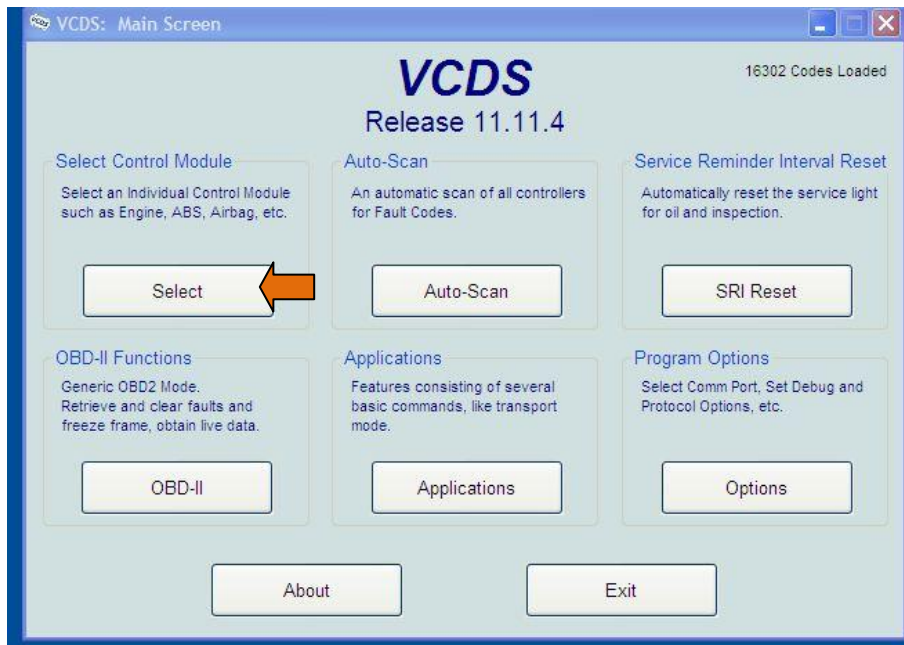 VCDS: Main Screen
VCDS
16302 Codes Loaded
Release 11.11.4
Select Control Module
Select an Individual Control Module
such as Engine, ABS, Airbag, etc.
Select
Auto-Scan
An automatic scan of all controllers
for Fault Codes.
Auto-Scan
Service Reminder Interval Reset
Automatically reset the service light
for oil and inspection.
SRI Reset
OBD-II Functions
Generic OBD2 Mode.
Retrieve and clear faults and
freeze frame, obtain live data.
OBD-II
Applications
Features consisting of several
basic commands, like transport
mode.
Applications
Program Options
Select Comm Port, Set Debug and
Protocol Options, etc.
Options
About
Exit